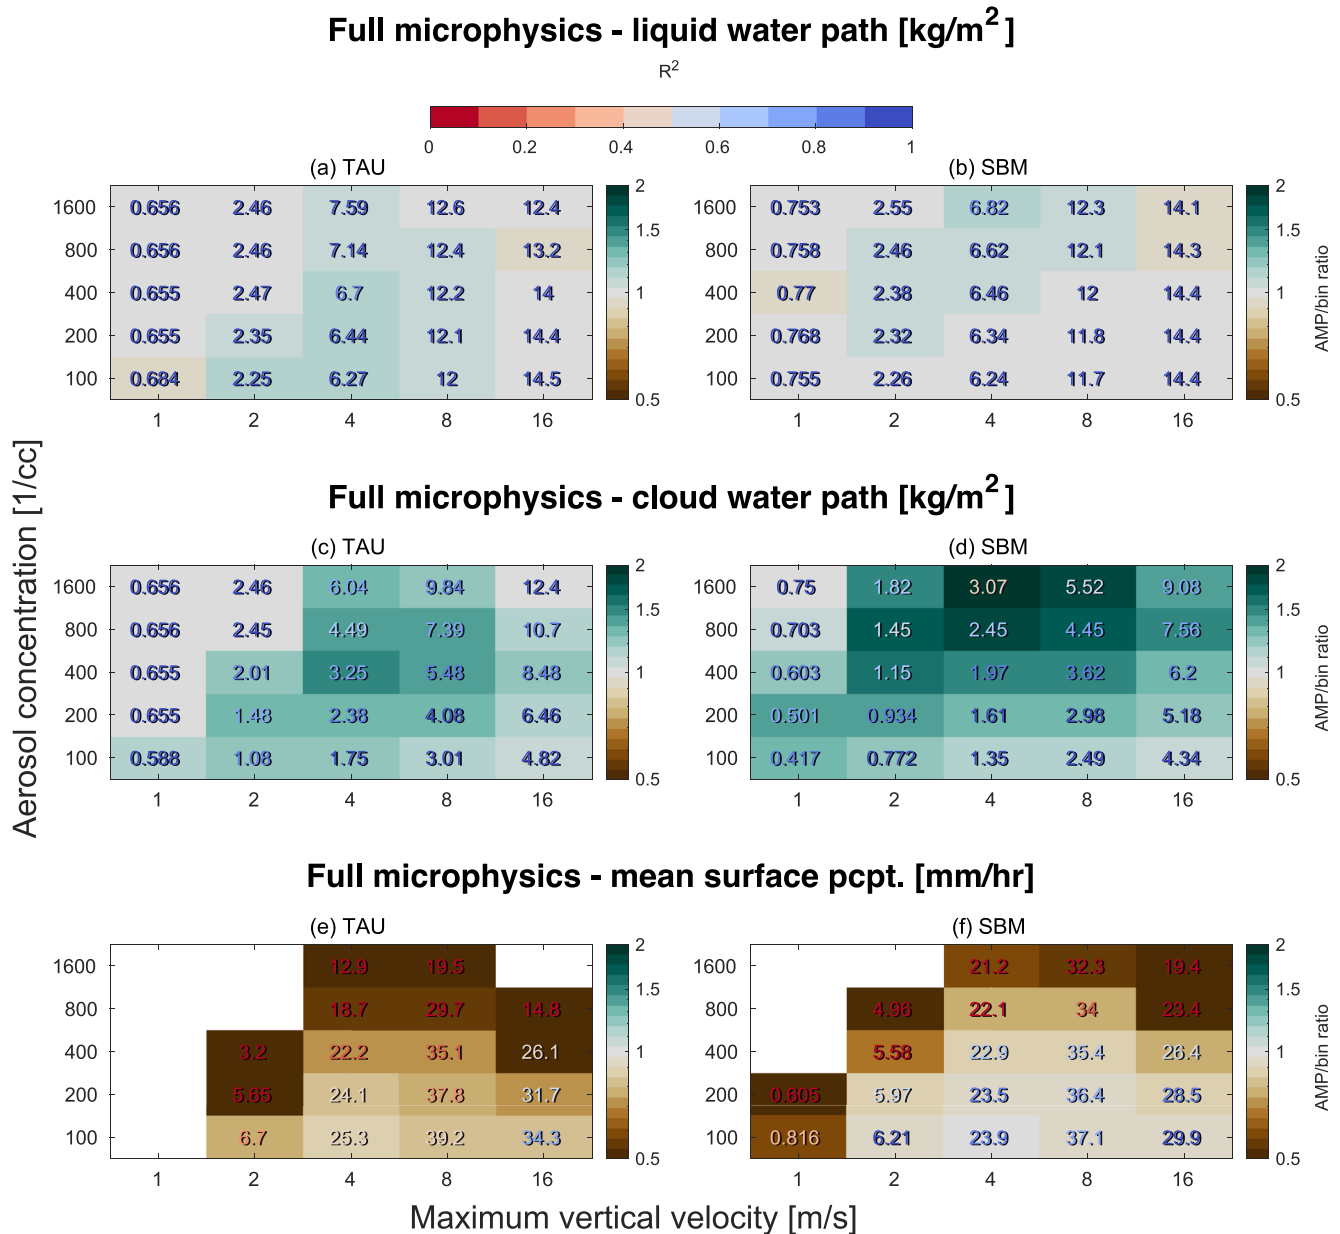 Full microphysics - liquid water path [kg/m2]
R2
0 0.2 0.4 0.6 0.8 1
(a) TAU (b) SBM
1600 0.656 2.46 7.59 12.6 12.4 0.753 2.55 6.82 12.3 14.1 2
800 0.656 2.46 7.14 12.4 13.2 1.5 0.758 2.46 6.62 12.1 14.3 1.5
400 0.655 2.47 6.7 12.2 14 1 0.77 2.38 6.46 12 14.4 1
200 0.655 2.35 6.44 12.1 14.4 0.768 2.32 6.34 11.8 14.4
100 0.684 2.25 6.27 12 14.5 0.5 0.755 2.26 6.24 11.7 14.4 0.5
1 2 4 8 16 1 2 4 8 16
AMP/bin ratio
Full microphysics - cloud water path [kg/m2]
(c) TAU (d) SBM
1600 0.656 2.46 6.04 9.84 12.4 2 1600 0.75 1.82 3.07 5.52 9.08 2
800 0.656 2.45 4.49 7.39 10.7 1.5 0.703 1.45 2.45 4.45 7.56 1.5
400 0.655 2.01 3.25 5.48 8.48 1 0.603 1.15 1.97 3.62 6.2 1
200 0.655 1.48 2.38 4.08 6.46 0.501 0.934 1.61 2.98 5.18
100 0.588 1.08 1.75 3.01 4.82 0.5 0.417 0.772 1.35 2.49 4.34 0.5
1 2 4 8 16 1 2 4 8 16
AMP/bin ratio
Aerosol concentration [1/cc]
Full microphysics - mean surface pcpt. [mm/hr]
(e) TAU (f) SBM
1600 12.9 19.5 2 1600 21.2 32.3 19.4 2
800 18.7 29.7 14.8 1.5 800 4.96 22.1 34 23.4 1.5
400 3.2 22.2 35.1 26.1 1 400 5.58 22.9 35.4 26.4 1
200 5.65 24.1 37.8 31.7 200 0.605 5.97 23.5 36.4 28.5
100 6.7 25.3 39.2 34.3 0.5 100 0.816 6.21 23.9 37.1 29.9 0.5
1 2 4 8 16 1 2 4 8 16
AMP/bin ratio
Maximum vertical velocity [m/s]